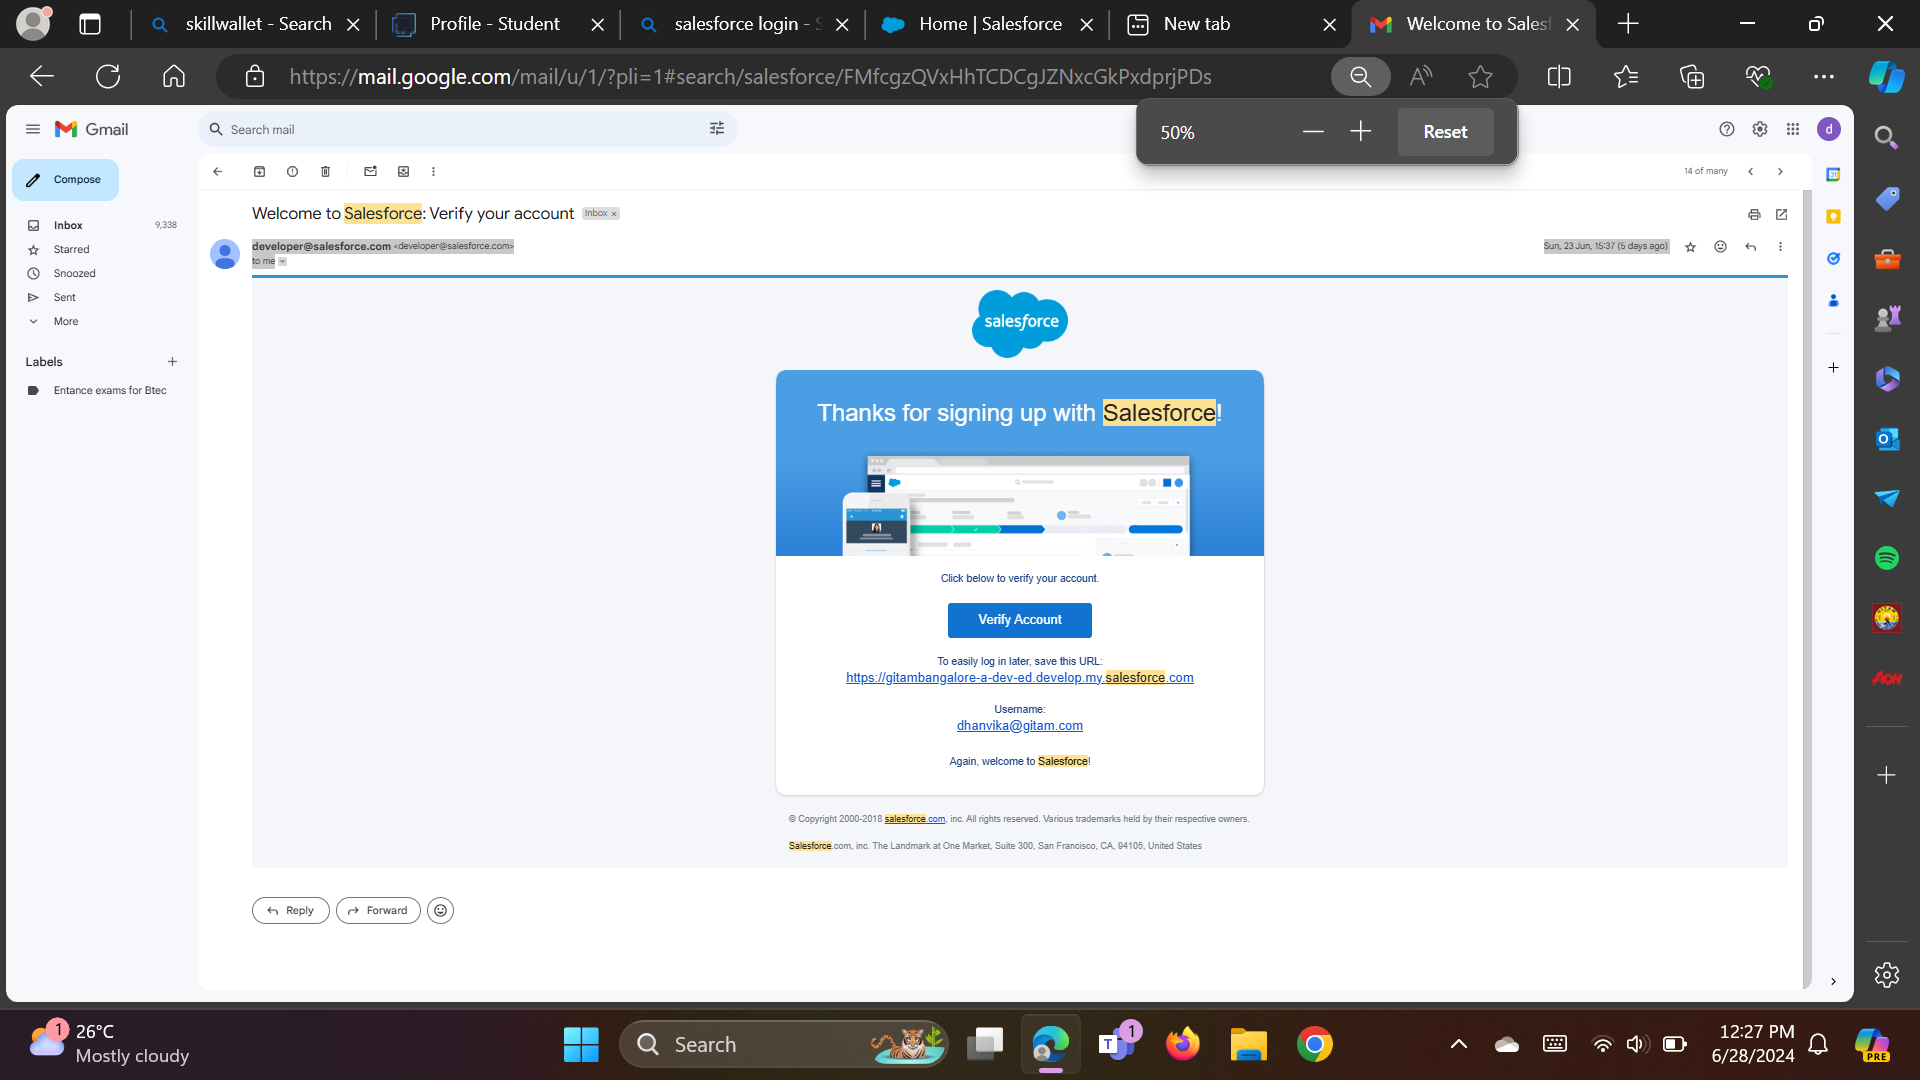 skillwallet - Search
Profile - Student
salesforce login - S
Home | Salesforce
New tab
Welcome to Salesf
https://mail.google.com/mail/u/1/?pli=1#search/salesforce/FMfcgzQVxHhTCDCgJZNxcGkPxdprjPDs
50%
Reset
Gmail
Search mail
d
Compose
14 of many
Inbox 9,338
Starred
Snoozed
Sent
More
Labels
Entance exams for Btec
Welcome to Salesforce: Verify your account Inbox x
developer@salesforce.com <developer@salesforce.com>
Sun, 23 Jun, 15:37 (5 days ago)
to me
salesforce
Thanks for signing up with Salesforce!
Click below to verify your account.
Verify Account
To easily log in later, save this URL:
https://gitambangalore-a-dev-ed.develop.my.salesforce.com
Username:
dhanvika@gitam.com
Again, welcome to Salesforce!
© Copyright 2000-2018 salesforce.com, inc. All rights reserved. Various trademarks held by their respective owners.
Salesforce.com, inc. The Landmark at One Market, Suite 300, San Francisco, CA, 94105, United States
Reply
Forward
AON
1
26°C
Mostly cloudy
Search
1
12:27 PM
6/28/2024
PRE